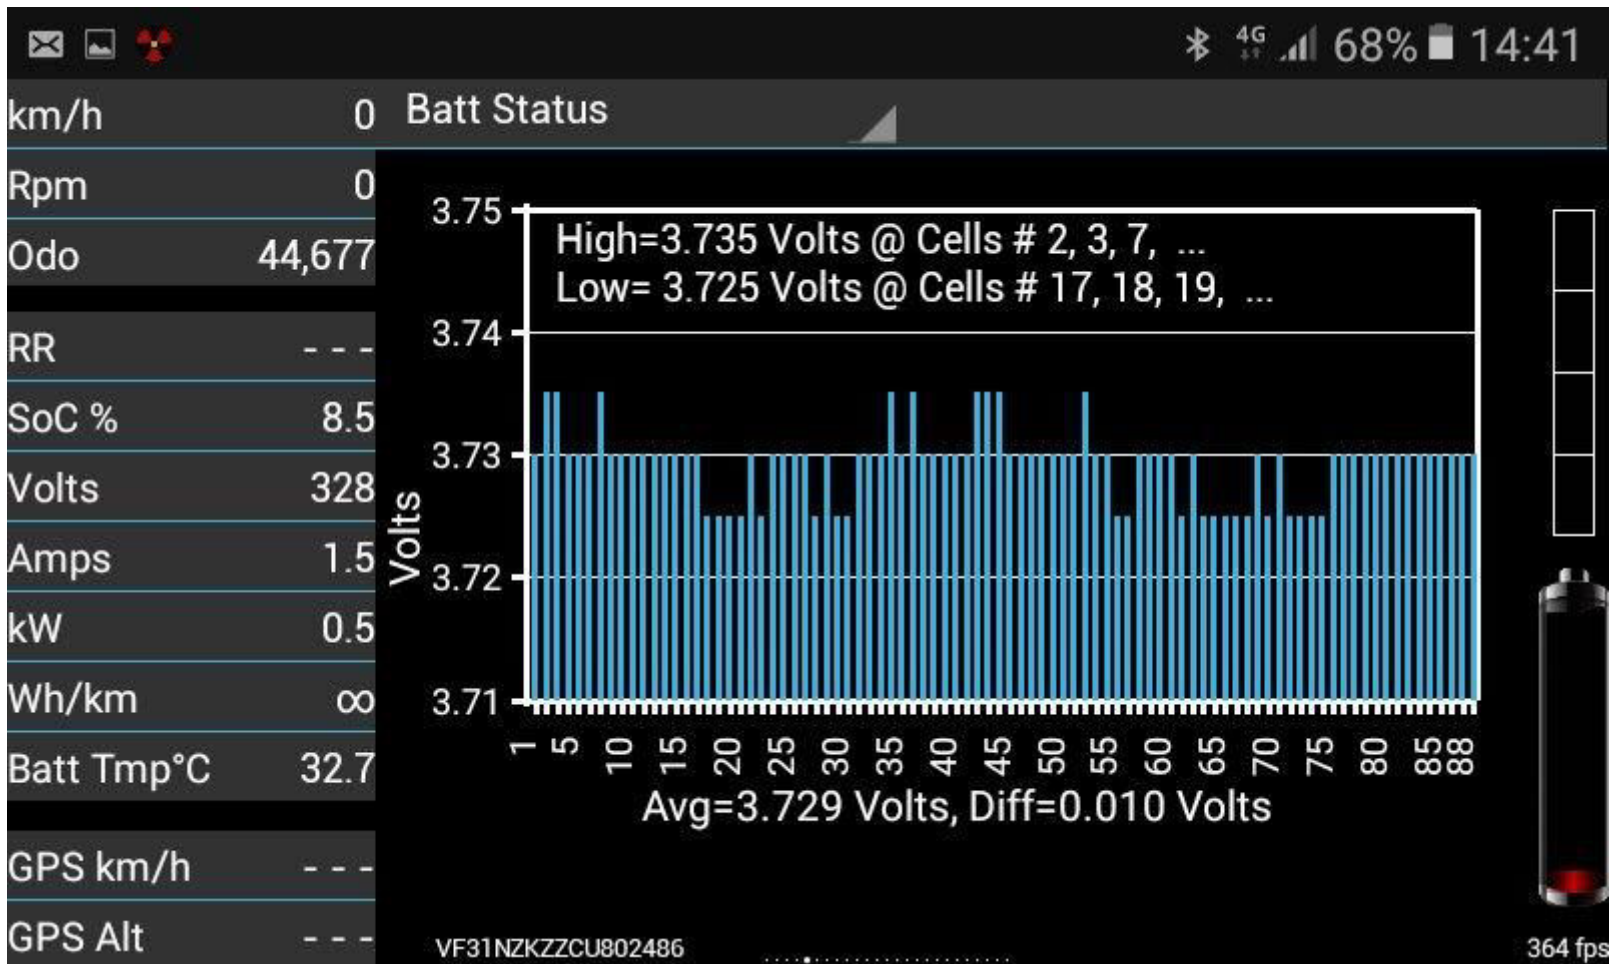 4G 68% 14:41
km/h 0
Batt Status
Rpm 0
Odo 44,677
RR - - -
SoC % 8.5
Volts 328
Amps 1.5
kW 0.5
Wh/km ∞
Batt Tmp°C 32.7
GPS km/h - - -
GPS Alt - - -
High=3.735 Volts @ Cells # 2, 3, 7, ...
Low= 3.725 Volts @ Cells # 17, 18, 19, ...
Volts
3.75
3.74
3.73
3.72
3.71
1 5 10 15 20 25 30 35 40 45 50 55 60 65 70 75 80 85 88
Avg=3.729 Volts, Diff=0.010 Volts
VF31NZKZZCU802486
364 fps